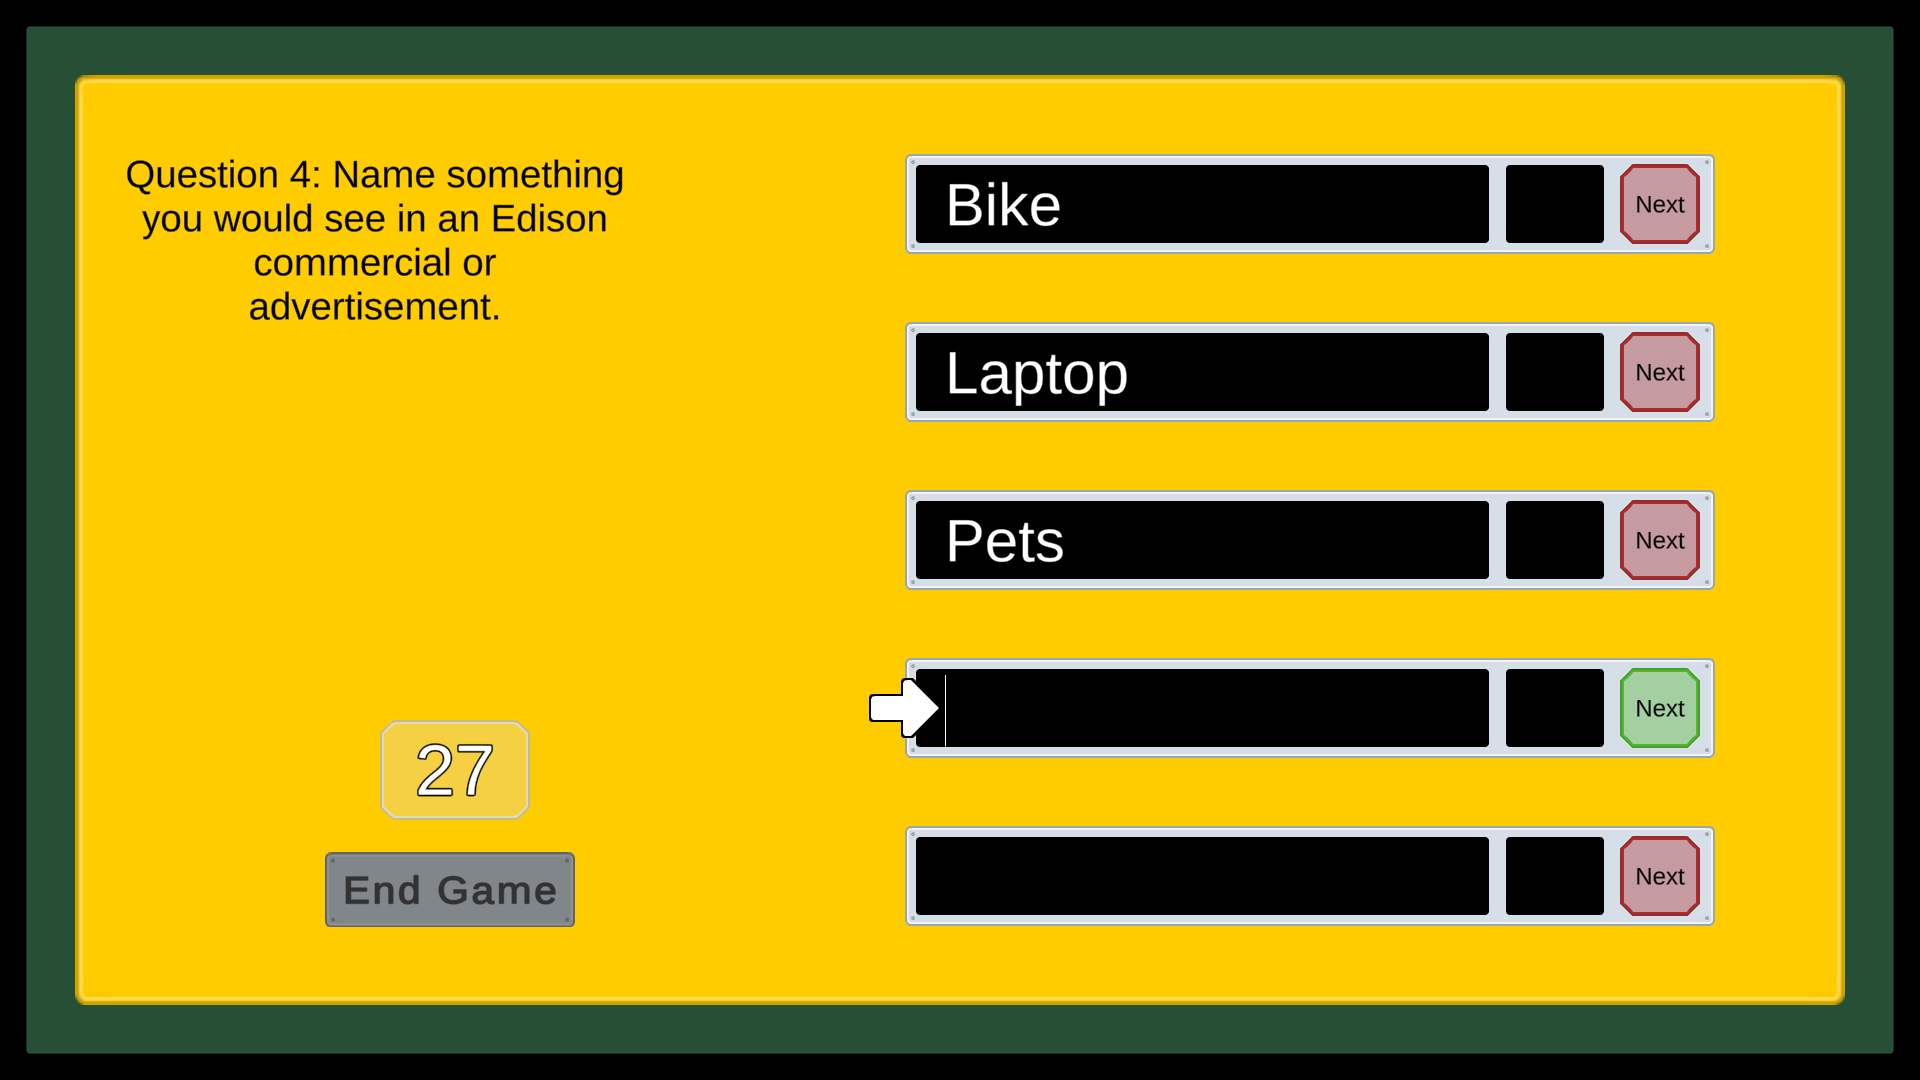 Question 4: Name something
you would see in an Edison
commercial or
advertisement.
Bike
Next
Laptop
Next
Pets
Next
Next
Next
27
End Game